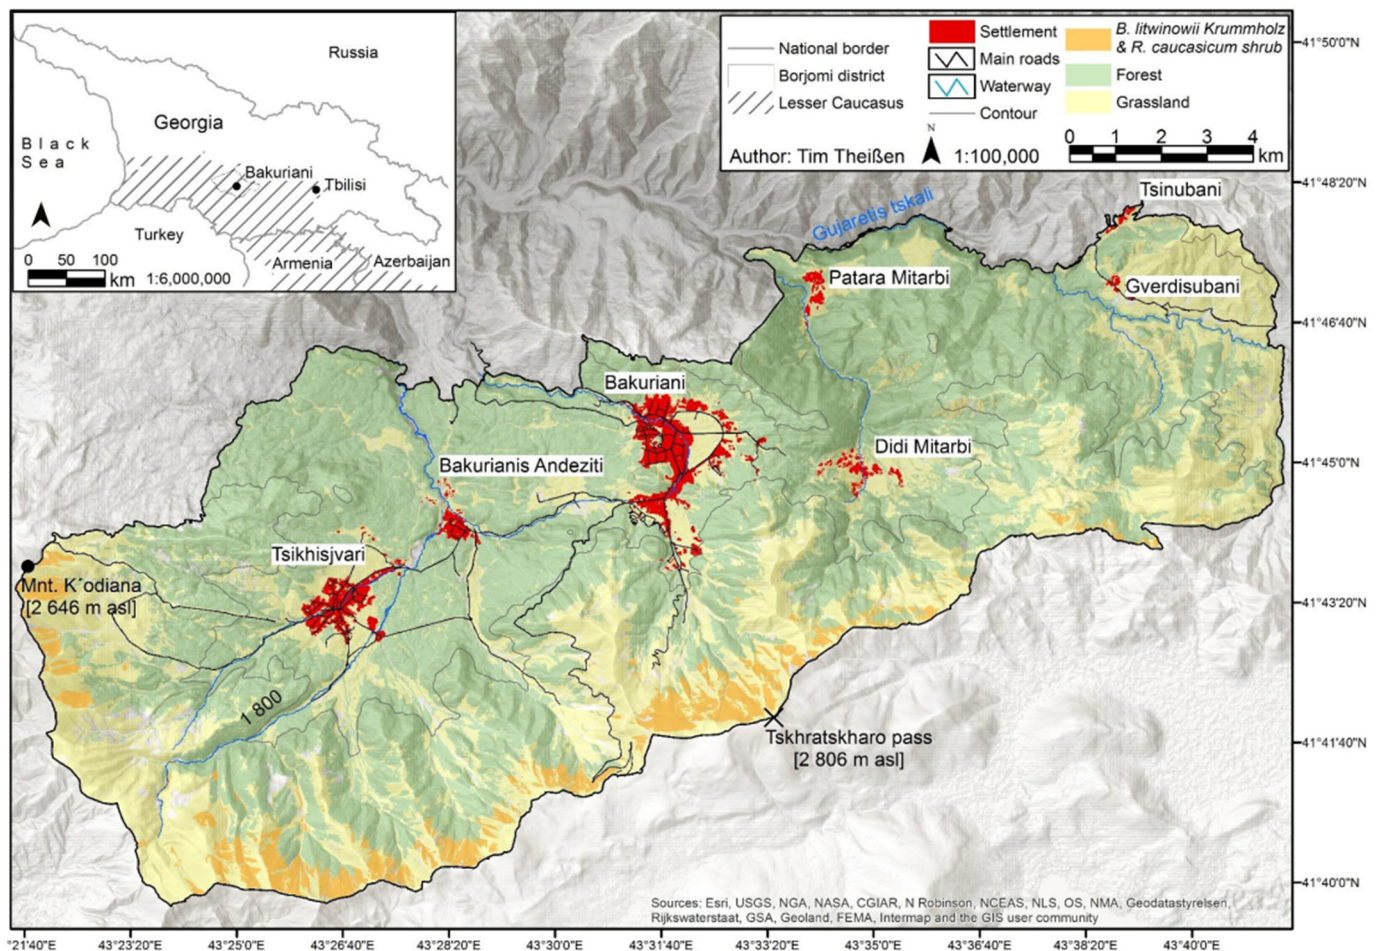 Russia
Georgia
Black
Sea
Bakuriani
Tbilisi
Turkey
Armenia
Azerbaijan
0 50 100
km 1:6,000,000
National border
Borjomi district
Lesser Caucasus
Settlement
Main roads
Waterway
Contour
B. litwinowii Krummholz
& R. caucasicum shrub
Forest
Grassland
Author: Tim Theißen
N
1:100,000
0 1 2 3 4
km
41°50'0"N
41°48'20"N
41°46'40"N
41°45'0"N
41°43'20"N
41°41'40"N
41°40'0"N
Tsinubani
Gujaretis tskali
Patara Mitarbi
Gverdisubani
Bakuriani
Didi Mitarbi
Bakurianis Andeziti
Tsikhisjvari
Mnt. K´odiana
[2 646 m asl]
1 800
Tskhratskharo pass
[2 806 m asl]
Sources: Esri, USGS, NGA, NASA, CGIAR, N Robinson, NCEAS, NLS, OS, NMA, Geodatastyrelsen,
Rijkswaterstaat, GSA, Geoland, FEMA, Intermap and the GIS user community
43°21'40"E 43°23'20"E 43°25'0"E 43°26'40"E 43°28'20"E 43°30'0"E 43°31'40"E 43°33'20"E 43°35'0"E 43°36'40"E 43°38'20"E 43°40'0"E